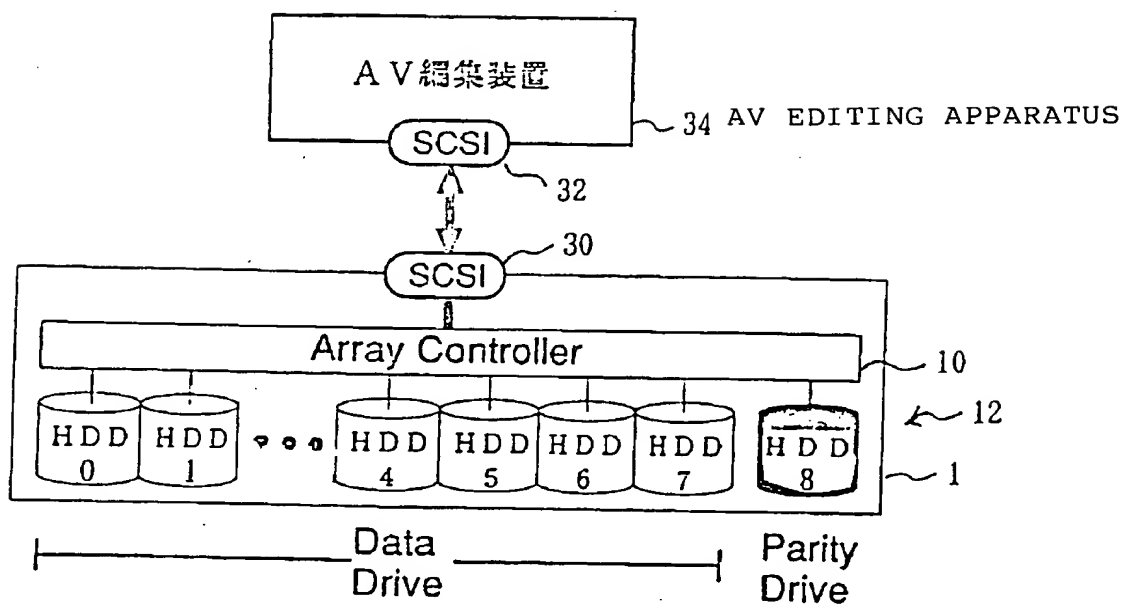 AV編集装置
34 AV EDITING APPARATUS
SCSI
32
30
SCSI
Array Controller
10
HDD HDD HDD HDD HDD HDD HDD
0 1 4 5 6 7 8
12
1
Data Drive
Parity Drive